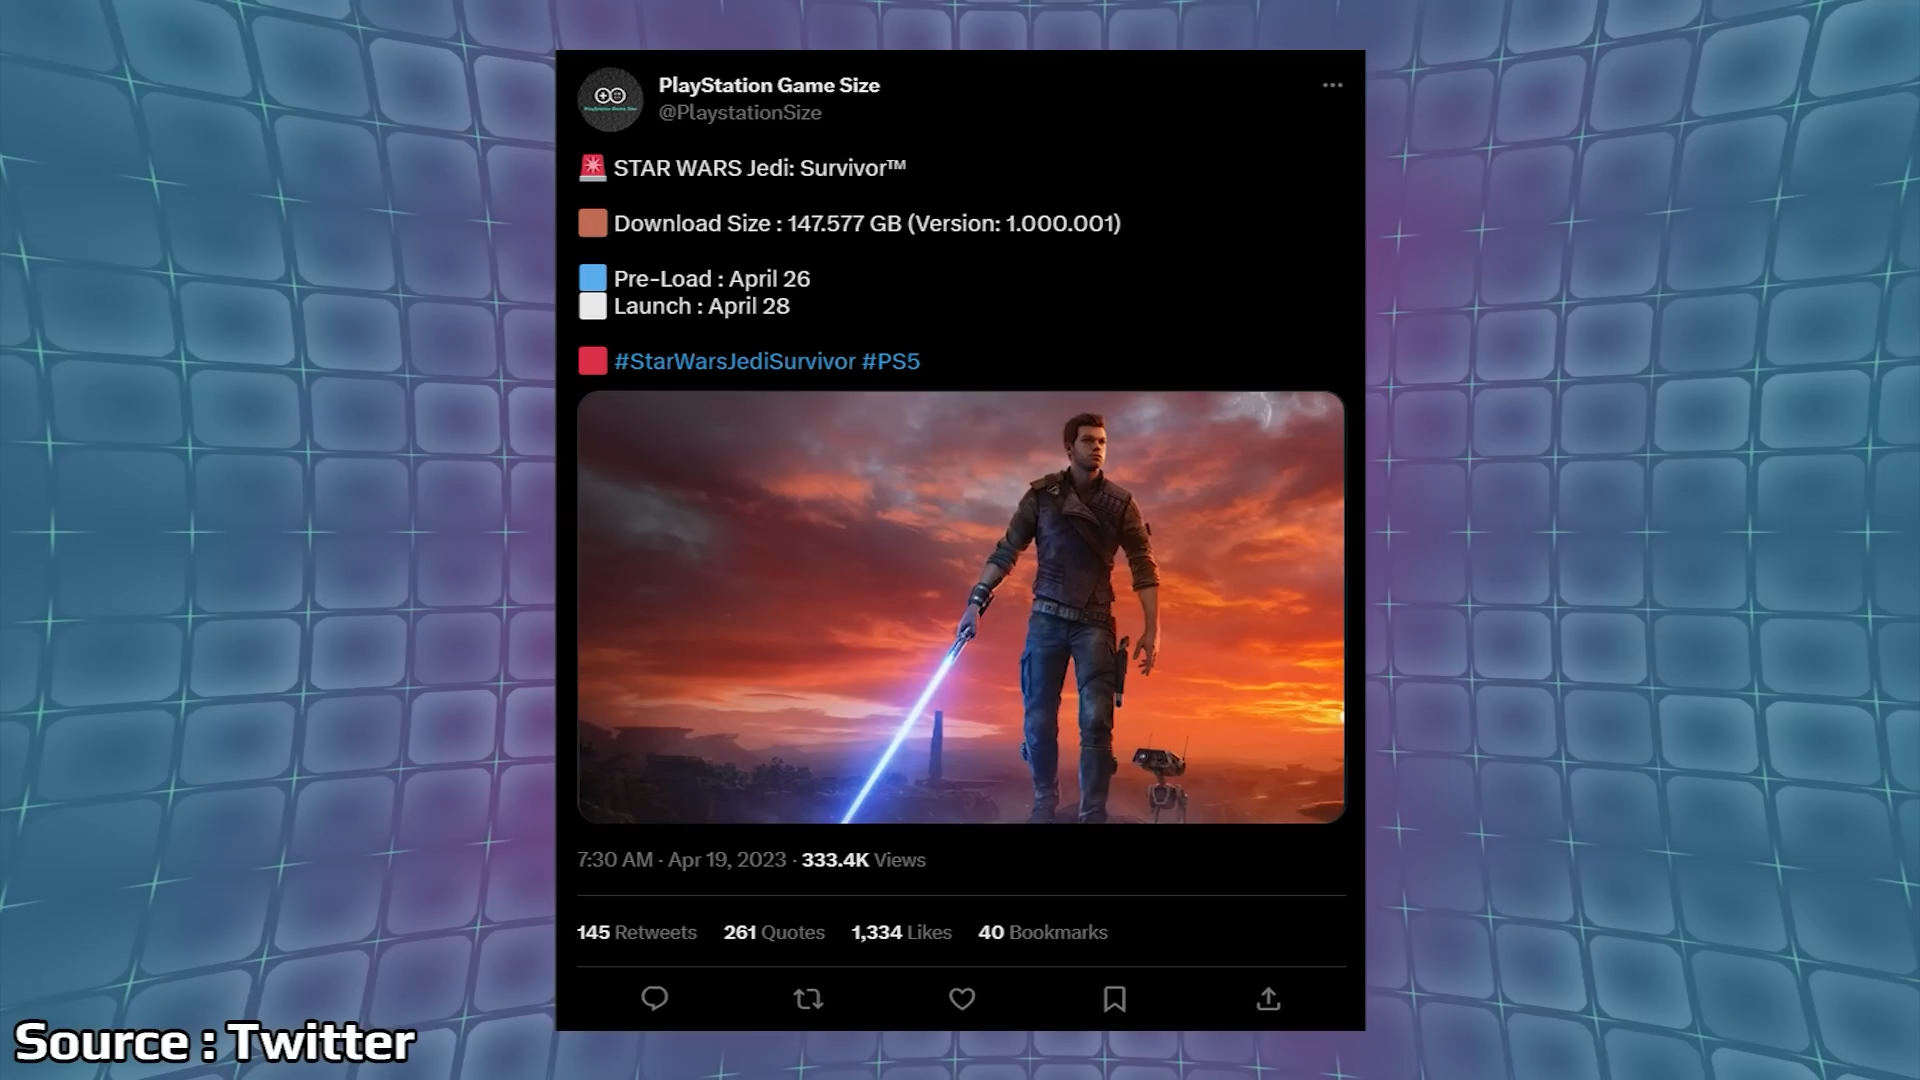 PlayStation Game Size
@PlaystationSize
STAR WARS Jedi: Survivor™
Download Size : 147.577 GB (Version: 1.000.001)
Pre-Load : April 26
Launch : April 28
#StarWarsJediSurvivor #PS5
7:30 AM · Apr 19, 2023 · 333.4K Views
145 Retweets 261 Quotes 1,334 Likes 40 Bookmarks
Source : Twitter